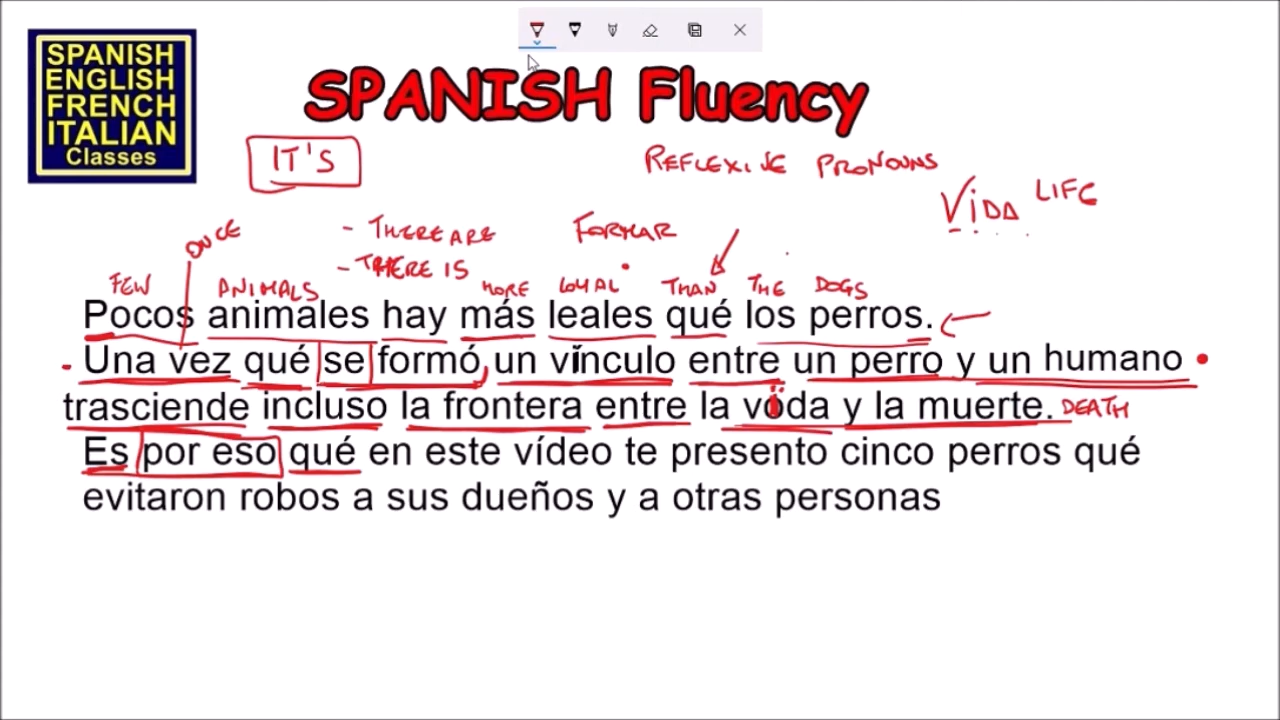 SPANISH
ENGLISH
FRENCH
ITALIAN
Classes
SPANISH Fluency
IT'S
REFLEXIVE PRONOUNS
VIDA LIFE
ONCE
- THERE ARE
FORMAR
- THERE IS
FEW ANIMALS MORE LOYAL THAN THE DOGS
Pocos animales hay más leales qué los perros.
- Una vez qué se formó, un vínculo entre un perro y un humano
trasciende incluso la frontera entre la vida y la muerte. DEATH
Es por eso qué en este vídeo te presento cinco perros qué
evitaron robos a sus dueños y a otras personas